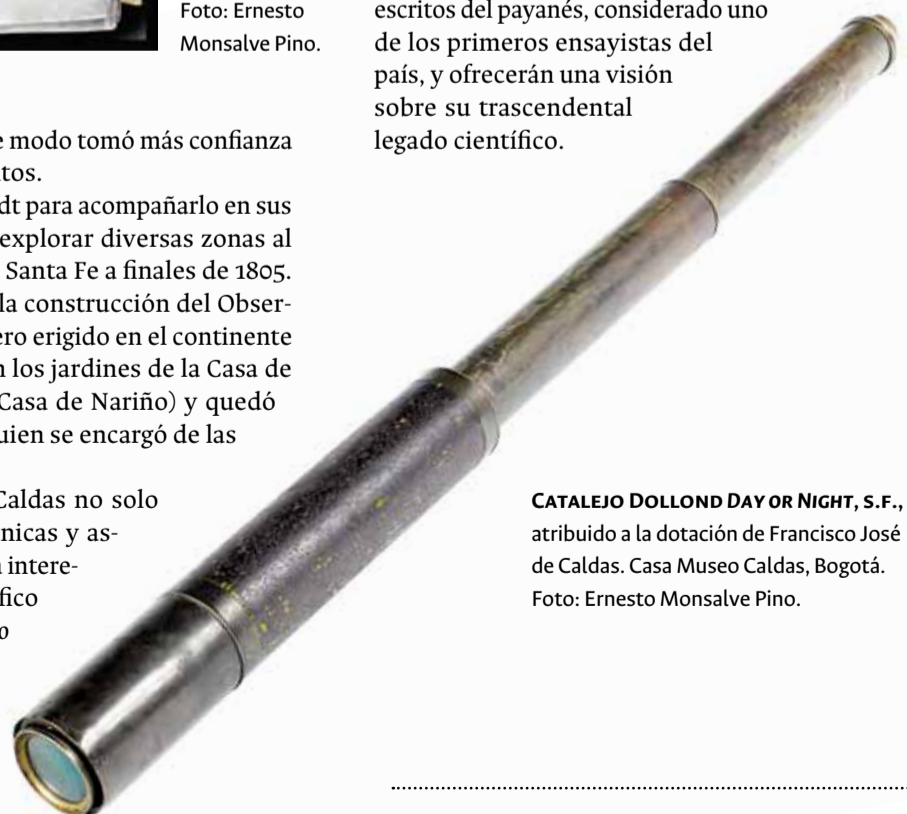 Foto: Ernesto
Monsalve Pino.
e modo tomó más confianza
tos.
dt para acompañarlo en sus
explorar diversas zonas al
Santa Fe a finales de 1805.
la construcción del Obser-
ero erigido en el continente
n los jardines de la Casa de
Casa de Nariño) y quedó
uien se encargó de las
Caldas no solo
nicas y as-
a intere-
fico
o
escritos del payanés, considerado uno
de los primeros ensayistas del
país, y ofrecerán una visión
sobre su trascendental
legado científico.
CATALEJO DOLLOND DAY OR NIGHT, S.F.,
atribuido a la dotación de Francisco José
de Caldas. Casa Museo Caldas, Bogotá.
Foto: Ernesto Monsalve Pino.